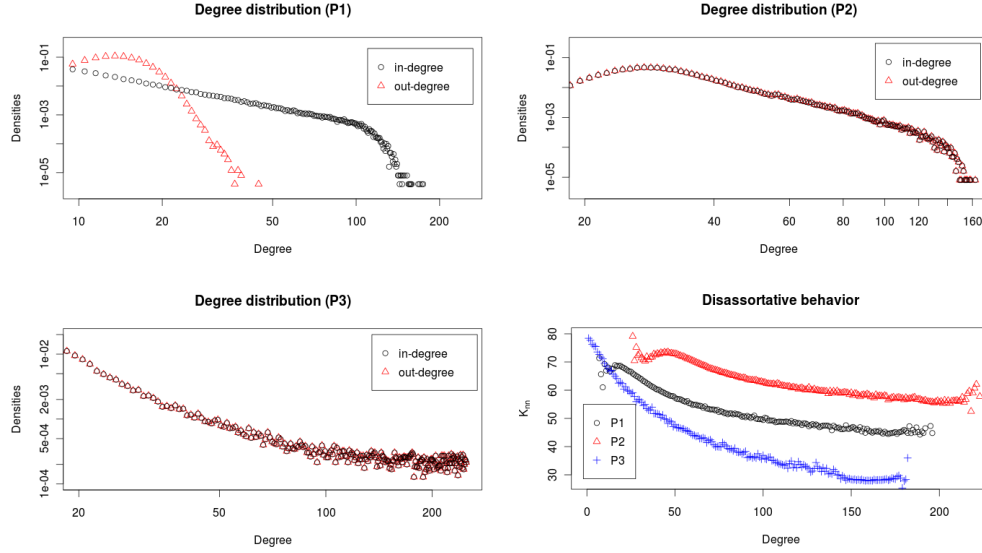 Degree distribution (P1)
Densities
1e-01
1e-03
1e-05
in-degree
out-degree
10
20
50
100
200
Degree
Degree distribution (P2)
Densities
1e-01
1e-03
1e-05
in-degree
out-degree
20
40
60
80
100
120
160
Degree
Degree distribution (P3)
Densities
1e-02
2e-03
5e-04
1e-04
in-degree
out-degree
20
50
100
200
Degree
Disassortative behavior
Knn
80
70
60
50
40
30
P1
P2
P3
0
50
100
150
200
Degree